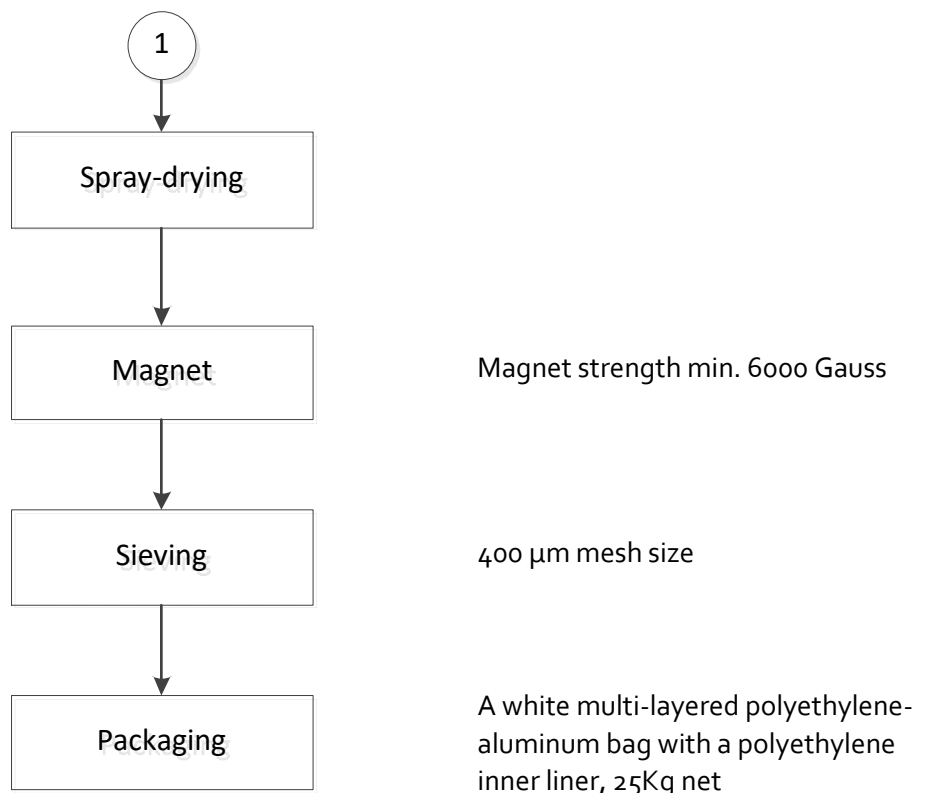 1
Spray-drying
Magnet
Magnet strength min. 6000 Gauss
Sieving
400 µm mesh size
Packaging
A white multi-layered polyethylene-
aluminum bag with a polyethylene
inner liner, 25Kg net